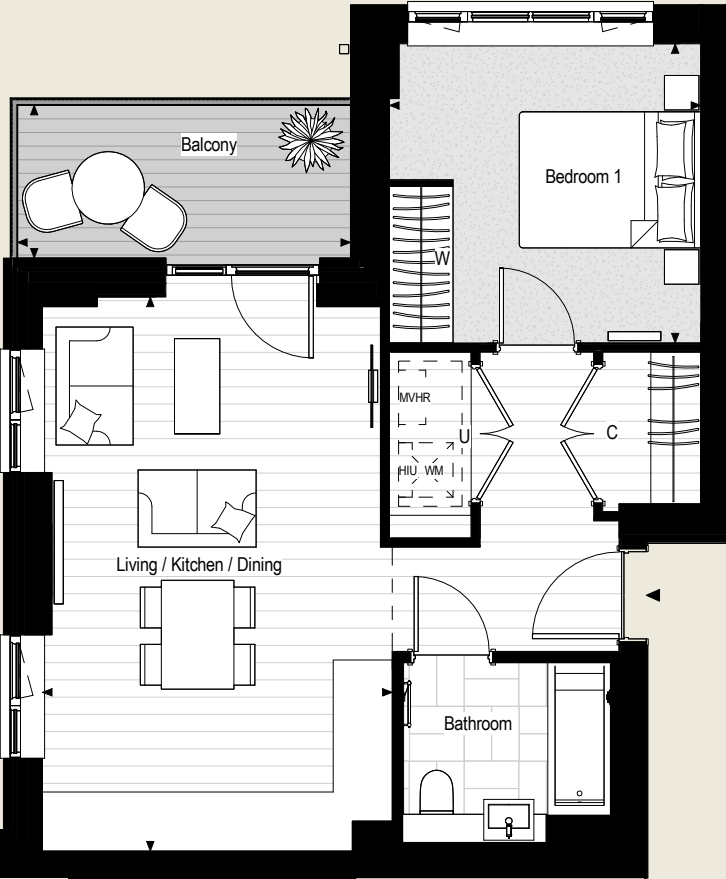 Balcony
Bedroom 1
W
MVHR
U
C
HIU WM
Living / Kitchen / Dining
Bathroom